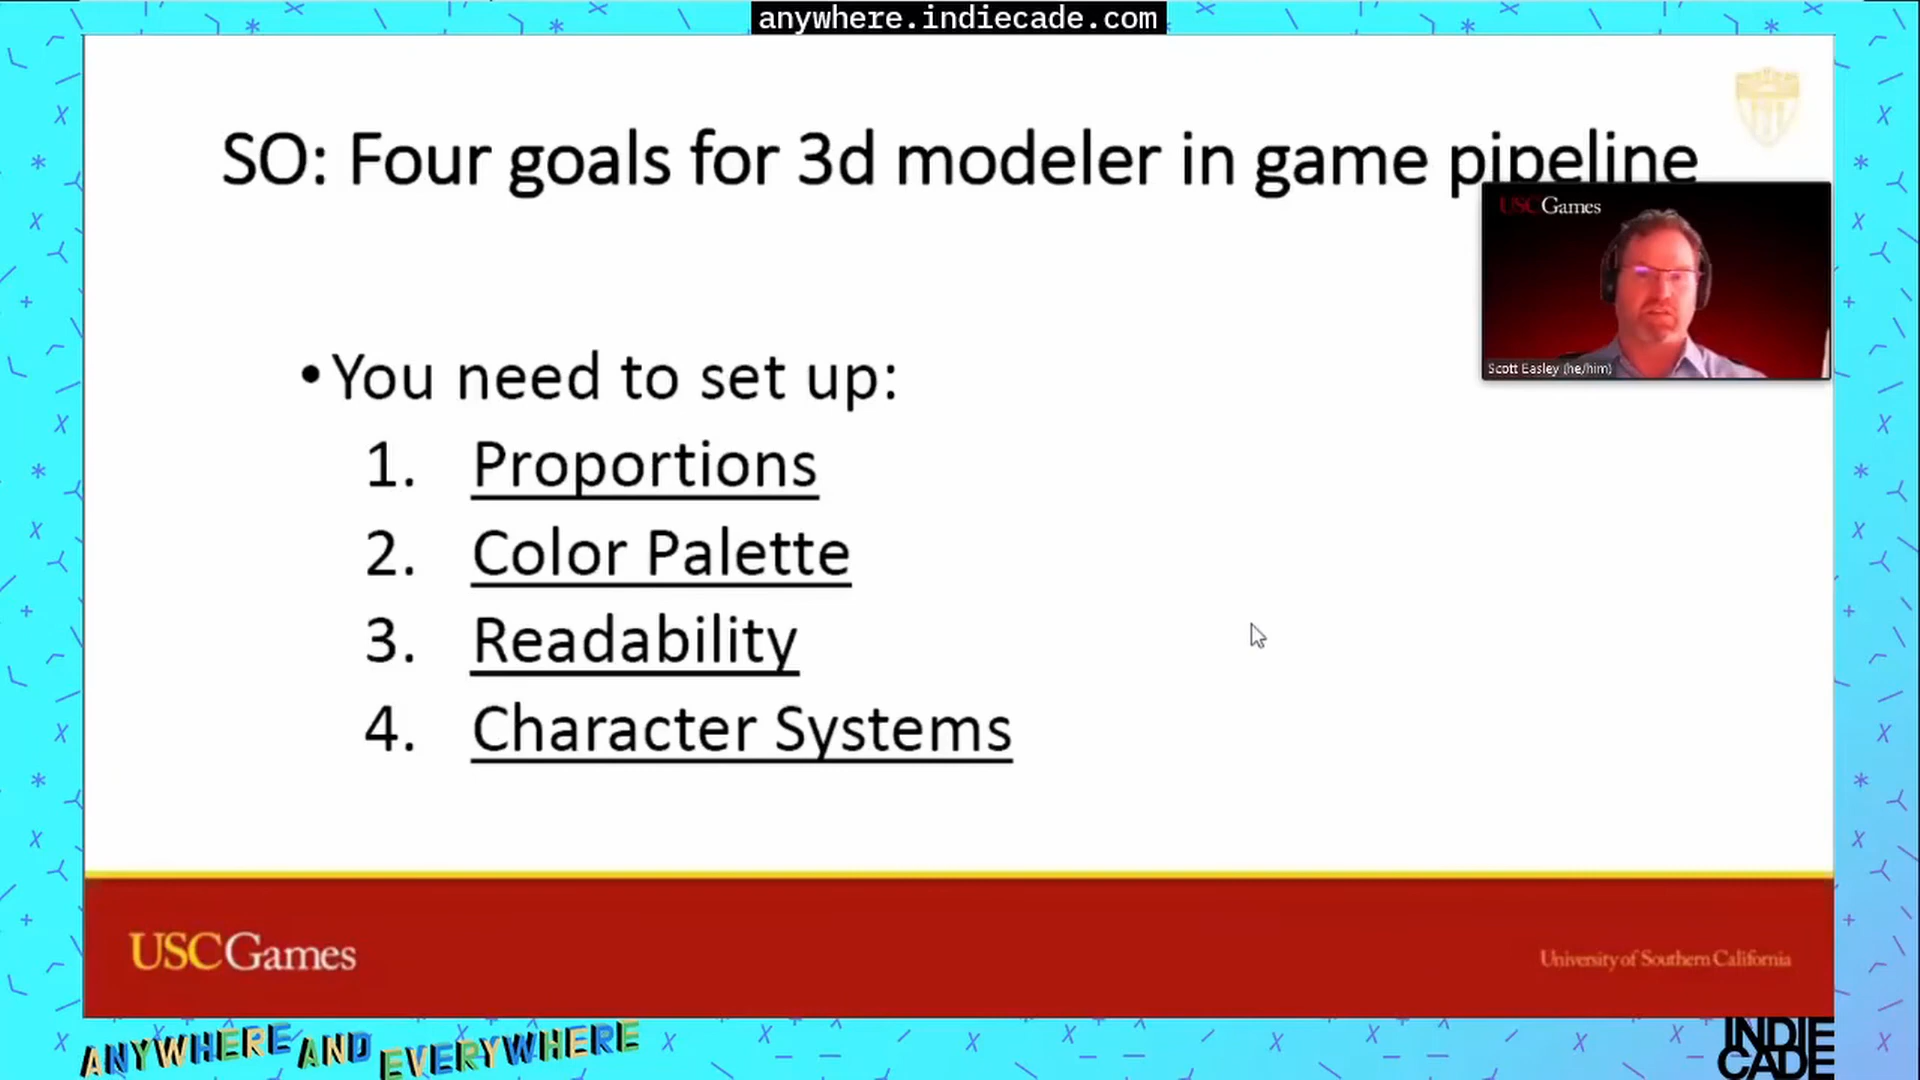 anywhere.indiecade.com
SO: Four goals for 3d modeler in game pipeline
USCGames
Scott Easley (he/him)
•You need to set up:
1. Proportions
2. Color Palette
3. Readability
4. Character Systems
USCGames
University of Southern California
ANYWHERE AND EVERYWHERE
INDIE
CADE